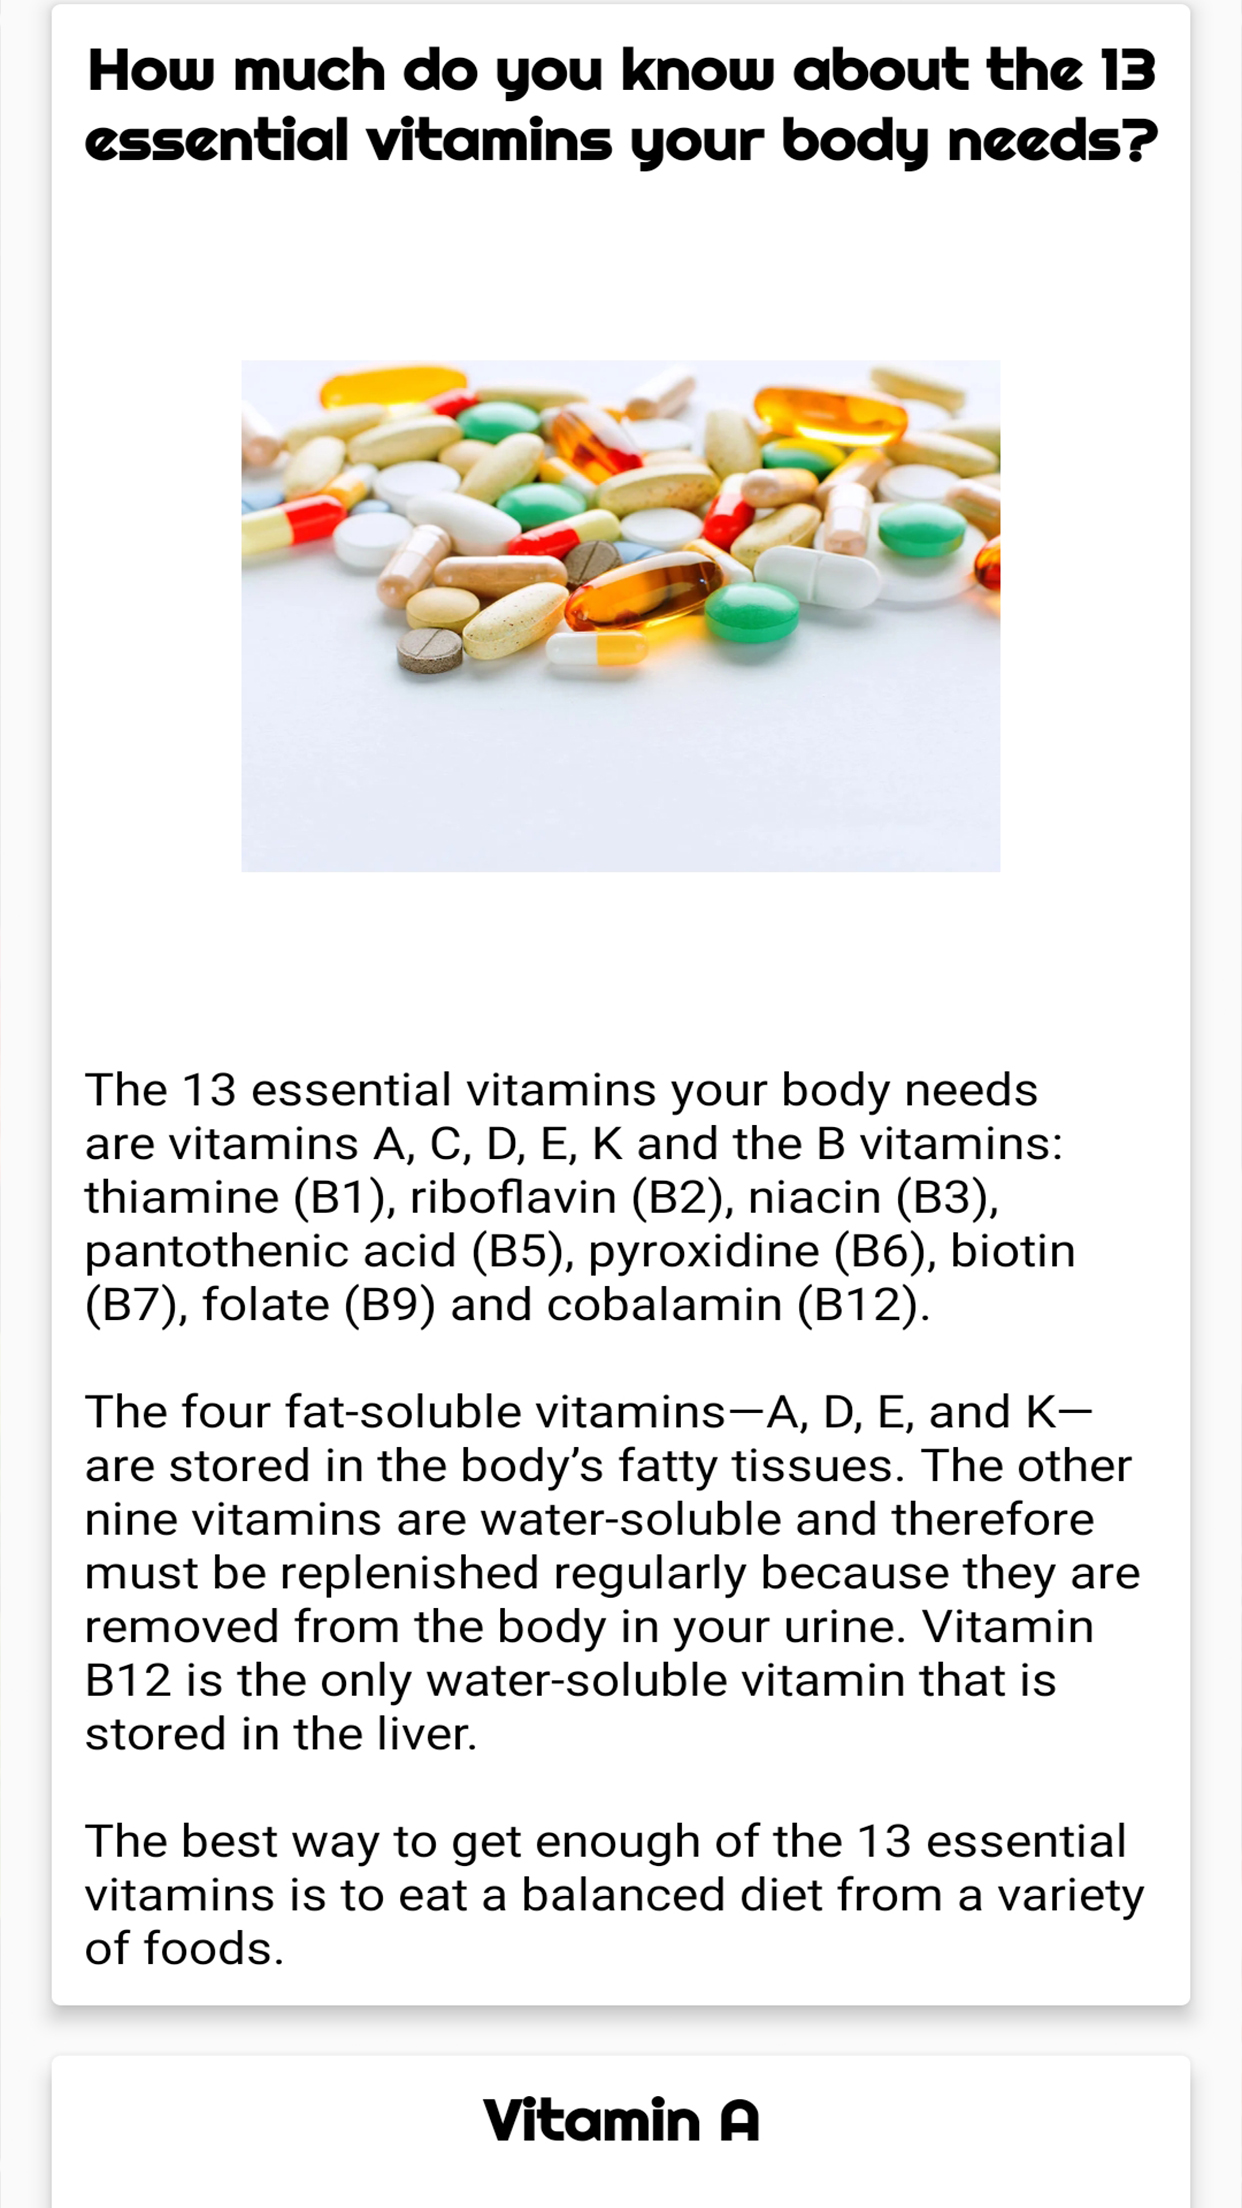 How much do you know about the 13
essential vitamins your body needs?
The 13 essential vitamins your body needs
are vitamins A, C, D, E, K and the B vitamins:
thiamine (B1), riboflavin (B2), niacin (B3),
pantothenic acid (B5), pyroxidine (B6), biotin
(B7), folate (B9) and cobalamin (B12).
The four fat-soluble vitamins—A, D, E, and K—
are stored in the body’s fatty tissues. The other
nine vitamins are water-soluble and therefore
must be replenished regularly because they are
removed from the body in your urine. Vitamin
B12 is the only water-soluble vitamin that is
stored in the liver.
The best way to get enough of the 13 essential
vitamins is to eat a balanced diet from a variety
of foods.
Vitamin A